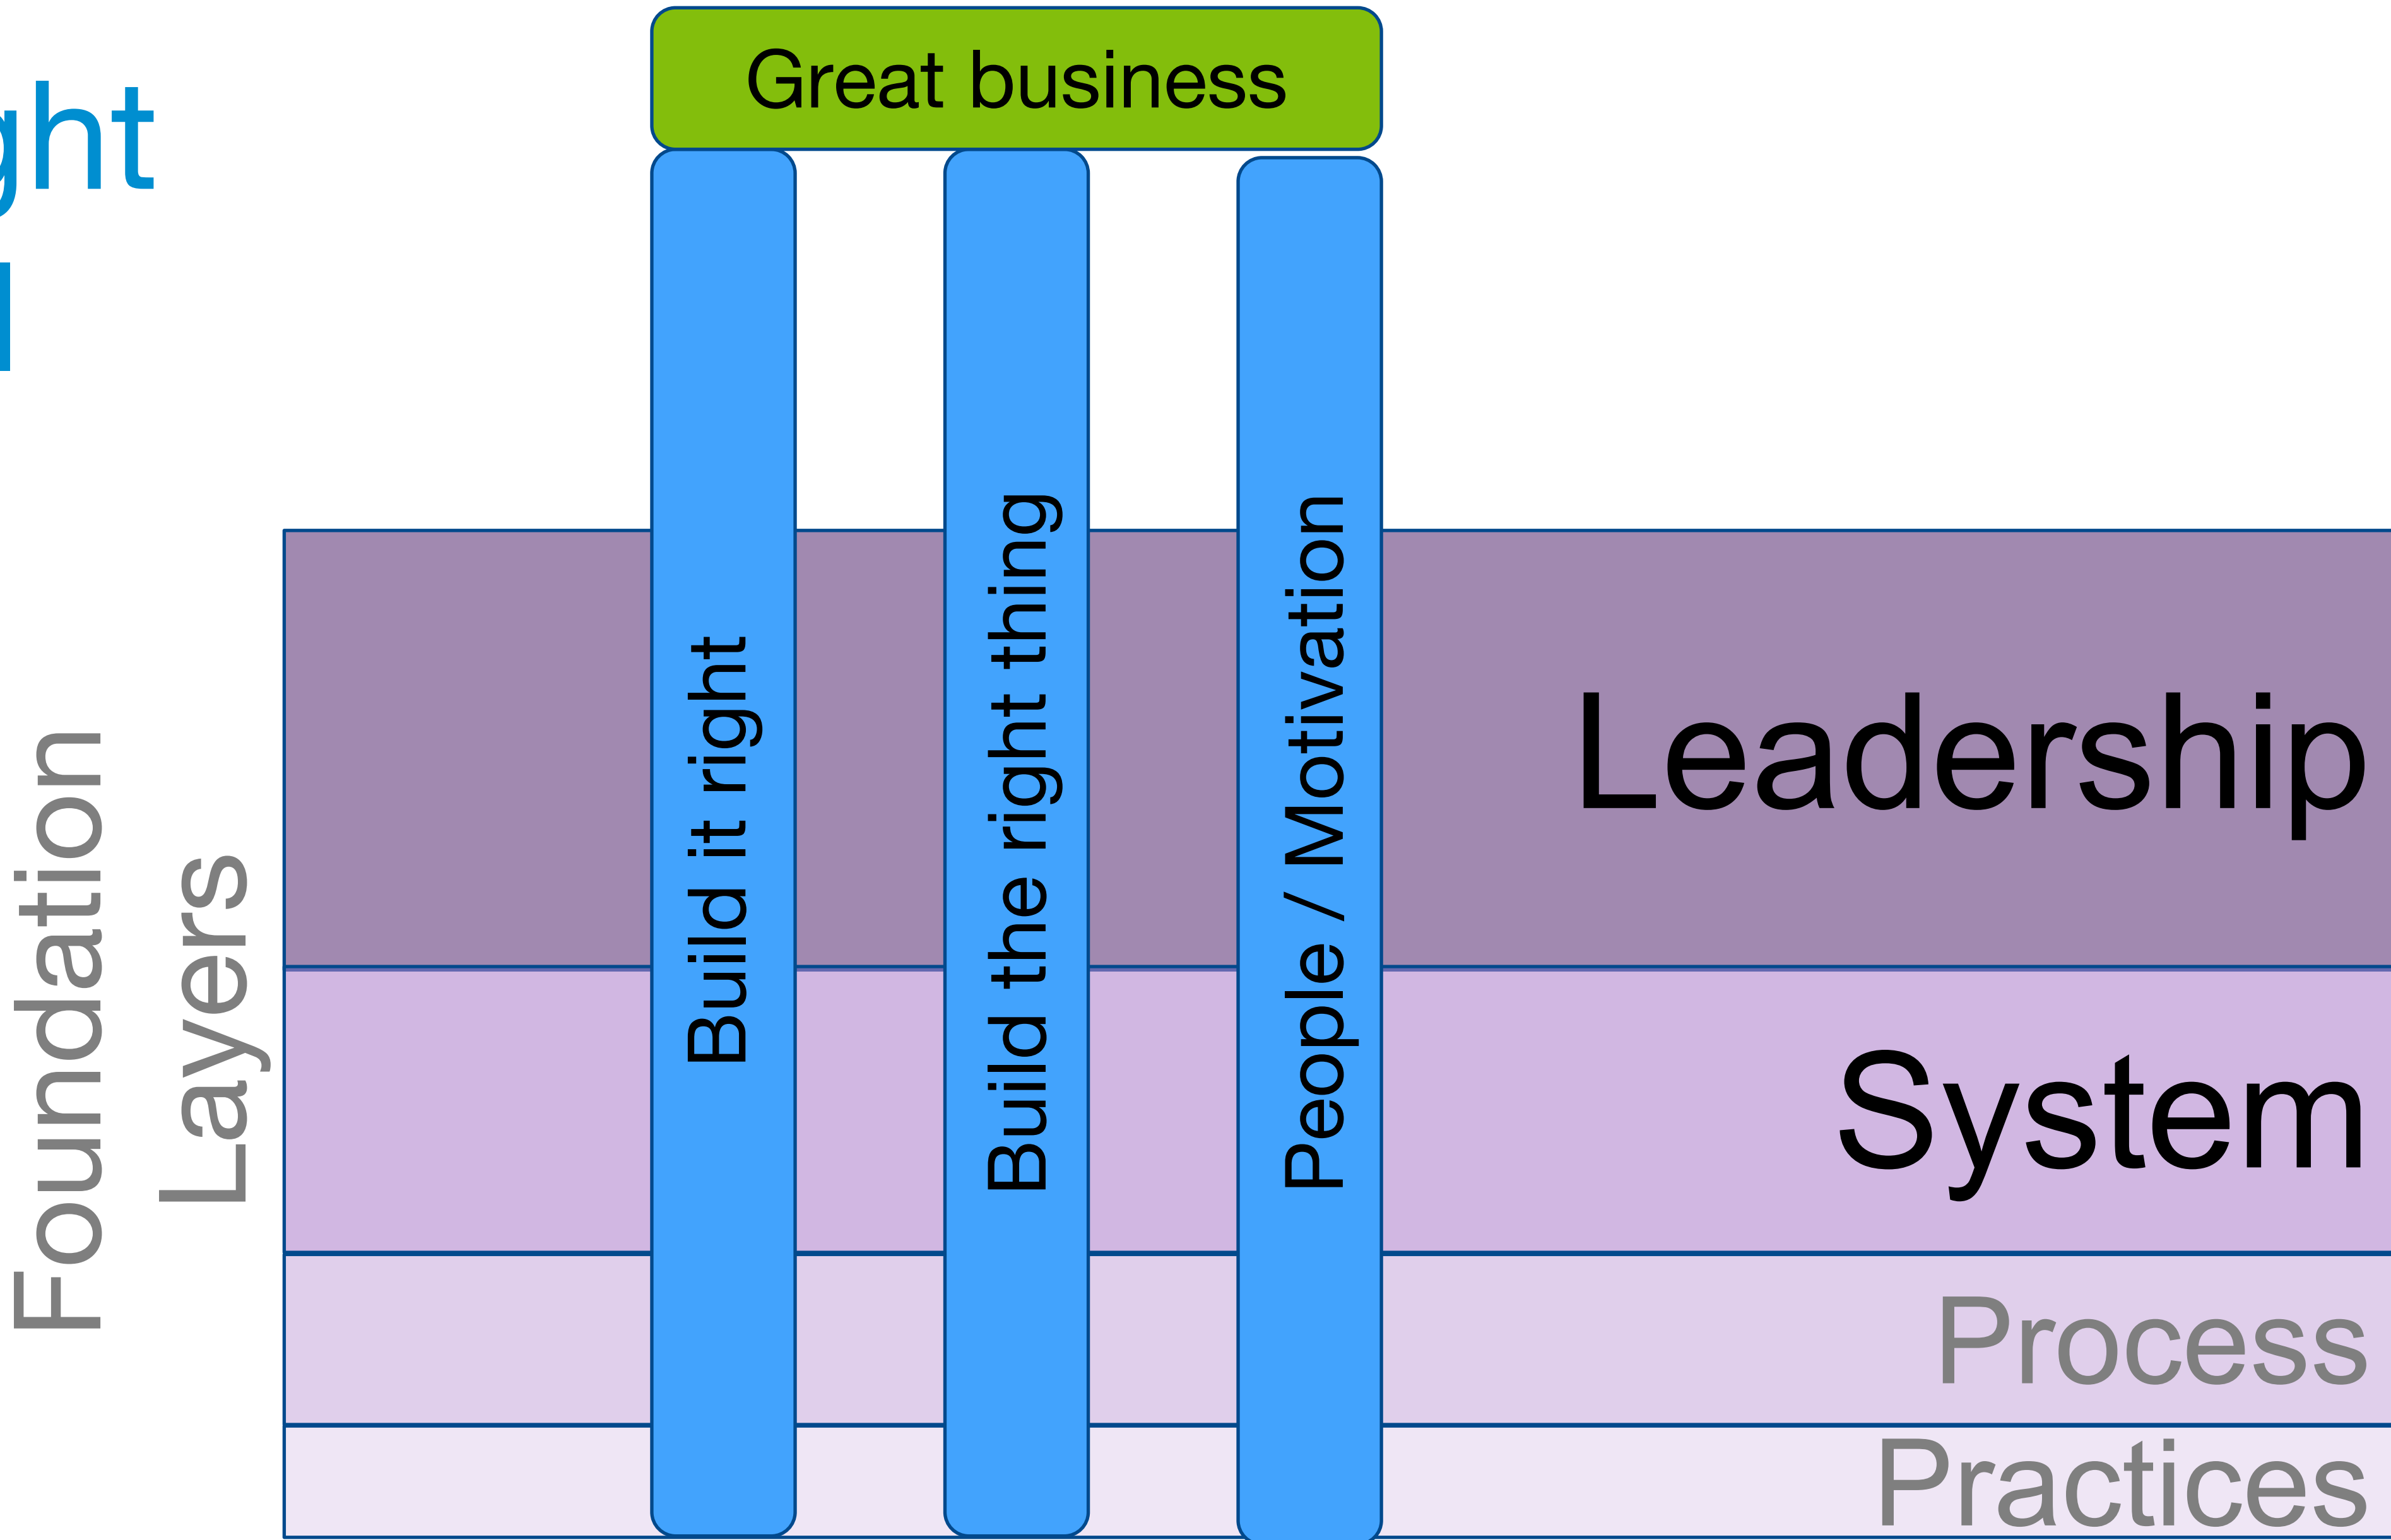 Great business
ght
Build it right
Build the right thing
People / Motivation
Foundation
Layers
Leadership
System
Process
Practices